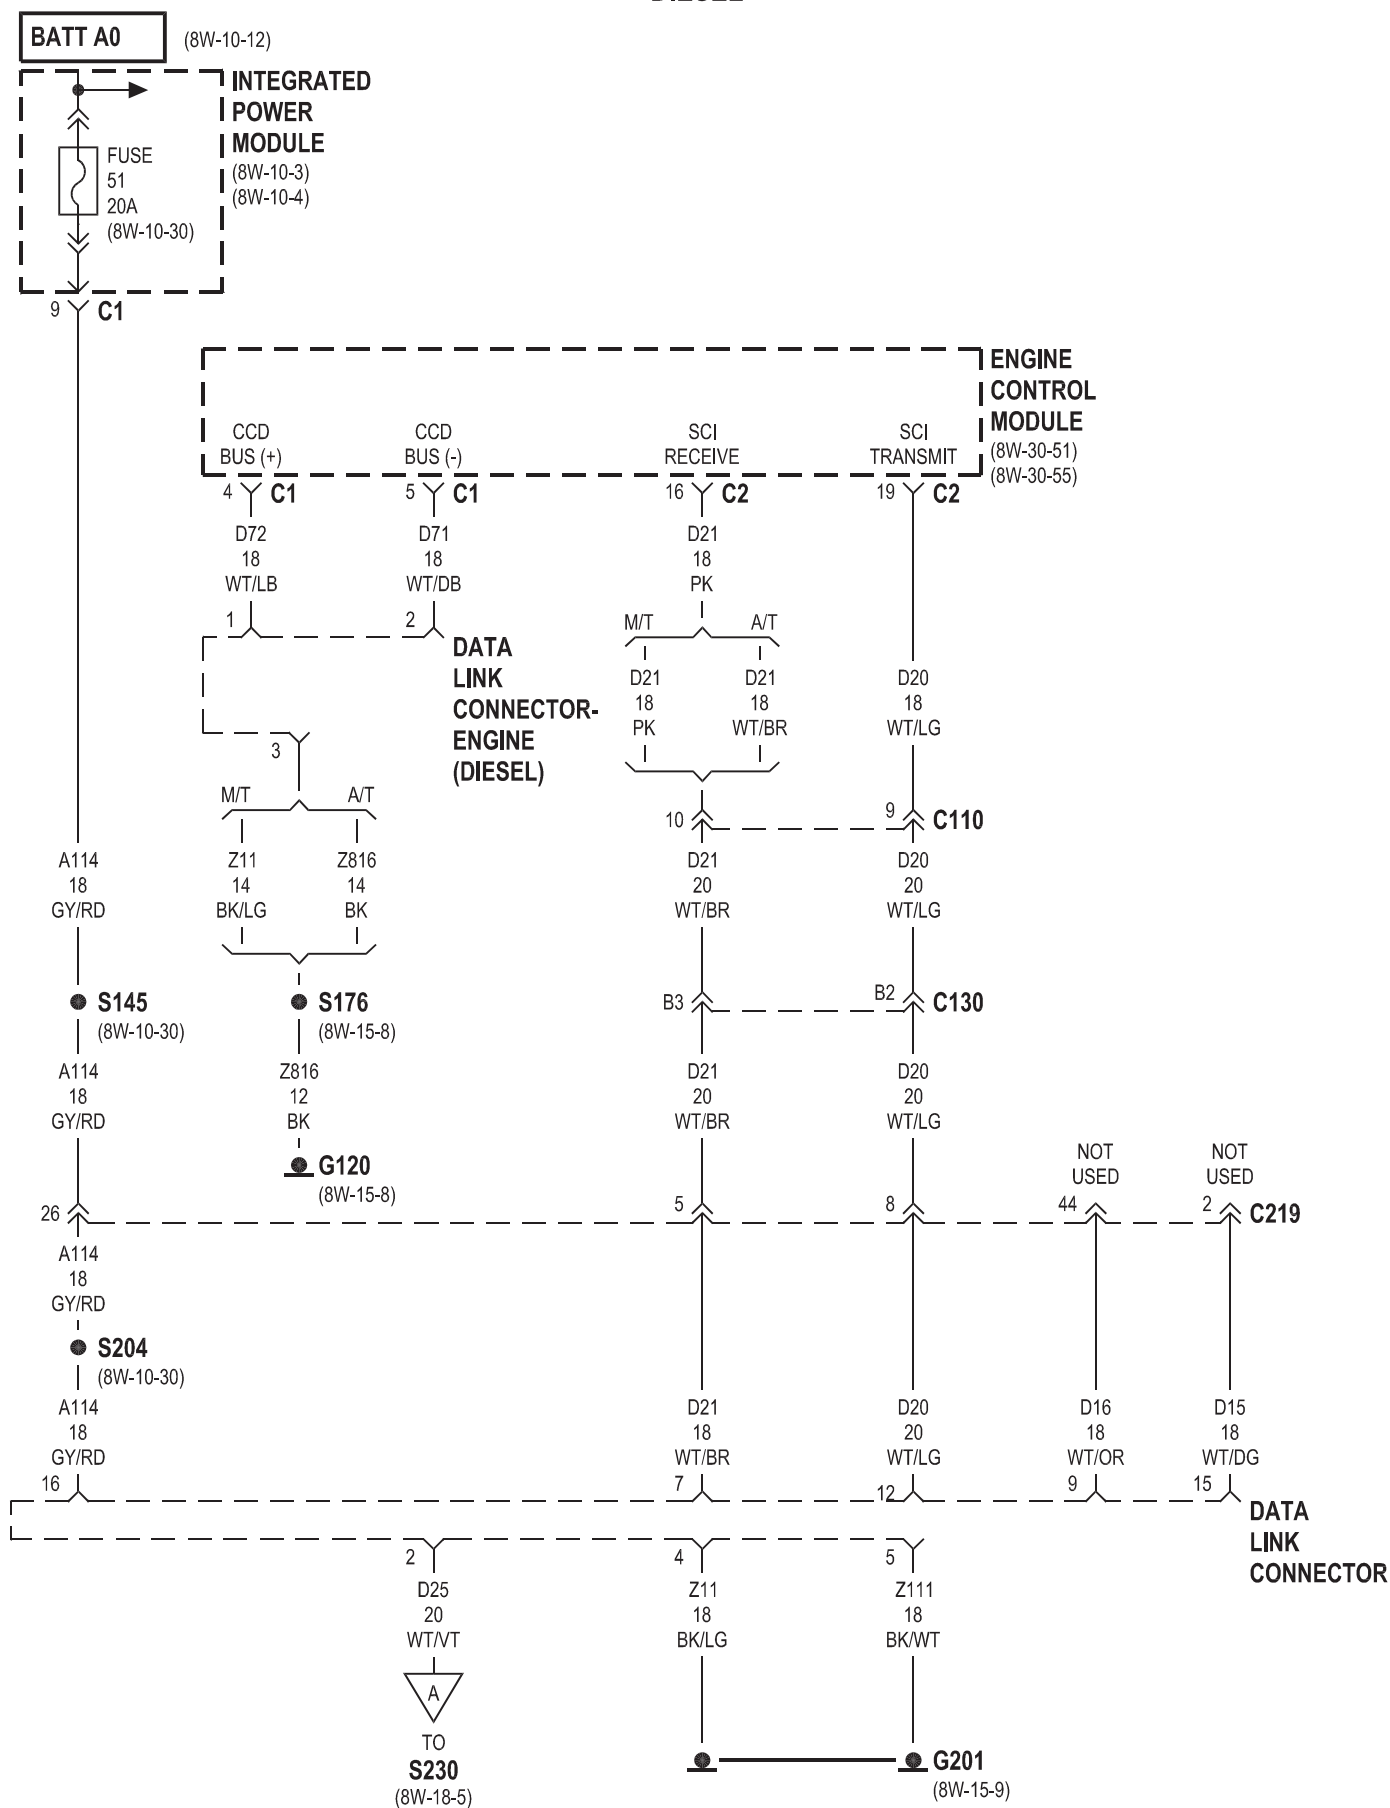 DIESEL
BATT A0
(8W-10-12)
INTEGRATED
POWER
MODULE
(8W-10-3)
(8W-10-4)
FUSE
51
20A
(8W-10-30)
9
C1
ENGINE
CONTROL
MODULE
(8W-30-51)
(8W-30-55)
CCD
BUS (+)
CCD
BUS (-)
SCI
RECEIVE
SCI
TRANSMIT
4
C1
5
C1
16
C2
19
C2
D72
18
WT/LB
D71
18
WT/DB
D21
18
PK
1
2
DATA
LINK
CONNECTOR-
ENGINE
(DIESEL)
M/T
A/T
D21
18
PK
D21
18
WT/BR
D20
18
WT/LG
3
M/T
A/T
10
9
C110
A114
18
GY/RD
Z11
14
BK/LG
Z816
14
BK
D21
20
WT/BR
D20
20
WT/LG
S145
(8W-10-30)
S176
(8W-15-8)
B3
B2
C130
A114
18
GY/RD
Z816
12
BK
D21
20
WT/BR
D20
20
WT/LG
G120
(8W-15-8)
NOT
USED
NOT
USED
26
5
8
44
2
C219
A114
18
GY/RD
S204
(8W-10-30)
A114
18
GY/RD
D21
18
WT/BR
D20
20
WT/LG
D16
18
WT/OR
D15
18
WT/DG
16
7
12
9
15
DATA
LINK
CONNECTOR
2
4
5
D25
20
WT/VT
Z11
18
BK/LG
Z111
18
BK/WT
A
TO
S230
(8W-18-5)
G201
(8W-15-9)